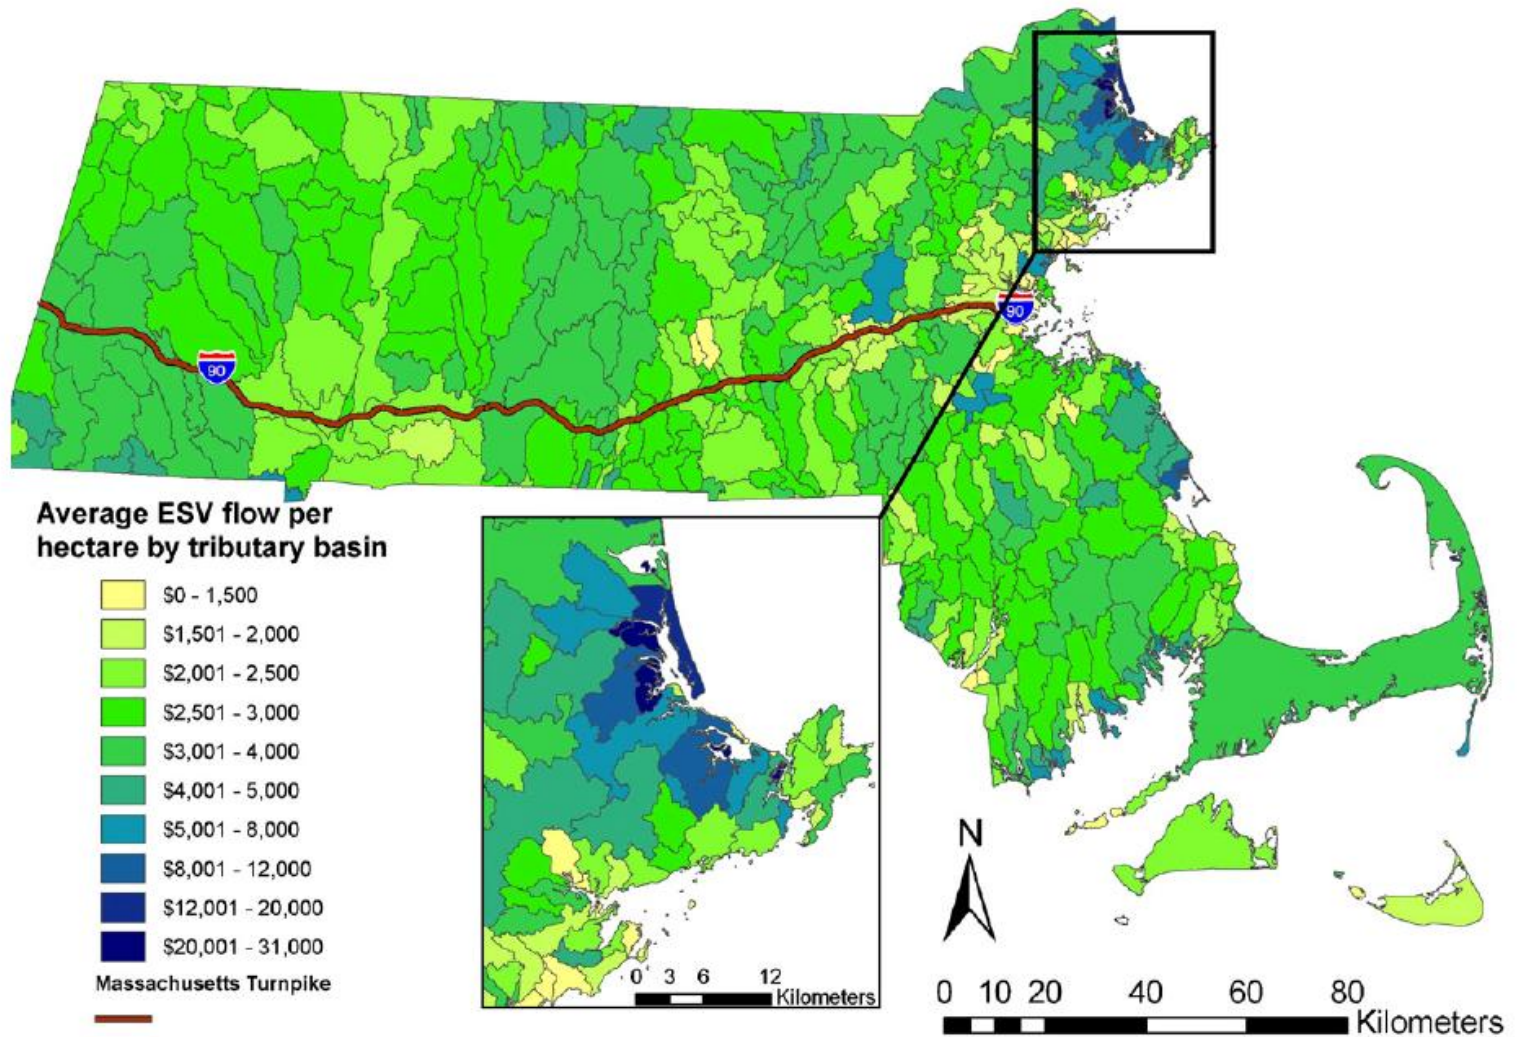 90
90
Average ESV flow per
hectare by tributary basin
$0 - 1,500
$1,501 - 2,000
$2,001 - 2,500
$2,501 - 3,000
$3,001 - 4,000
$4,001 - 5,000
$5,001 - 8,000
$8,001 - 12,000
$12,001 - 20,000
$20,001 - 31,000
Massachusetts Turnpike
0 3 6 12
Kilometers
N
0 10 20 40 60 80
Kilometers